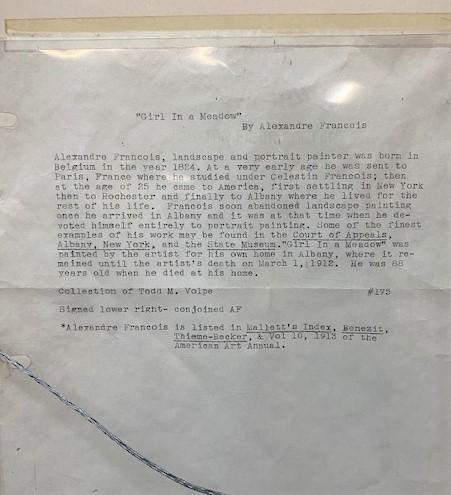 "Girl In a Meadow"
By Alexandre Francois
Alexandre Francois, landscape and portrait painter was born in
Belgium in the year 1824. At a very early age he was sent to
Paris, France where he studied under Celestin Francois; then
at the age of 25 he came to America, first settling in New York
then to Rochester and finally to Albany where he lived for the
rest of his life. Francois soon abandoned landscape painting
once he arrived in Albany and it was at that time when he de-
voted himself entirely to portrait painting. Some of the finest
examples of his work may be found in the Court of Appeals,
Albany, New York, and the State Museum."Girl In a Meadow" was
painted by the artist for his own home in Albany, where it re-
mained until the artist's death on March 1, 1912. He was 88
years old when he died at his home.
Collection of Todd M. Volpe #173
Signed lower right- conjoined AF
*Alexandre Francois is listed in Mallett's Index, Benezit,
Thieme-Becker, & Vol 10, 1913 of the
American Art Annual.